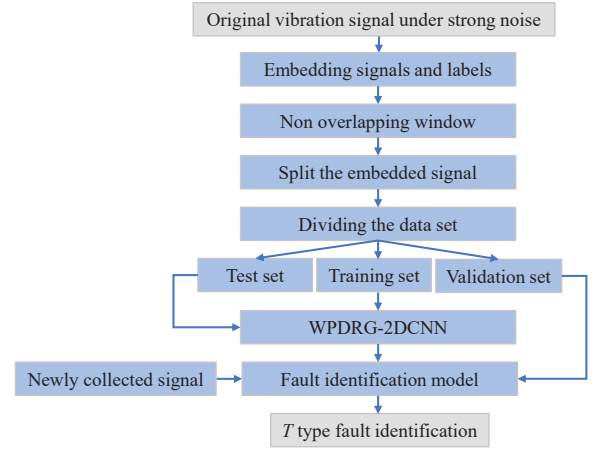 Original vibration signal under strong noise
Embedding signals and labels
Non overlapping window
Split the embedded signal
Dividing the data set
Test set
Training set
Validation set
WPDRG-2DCNN
Newly collected signal
Fault identification model
T type fault identification